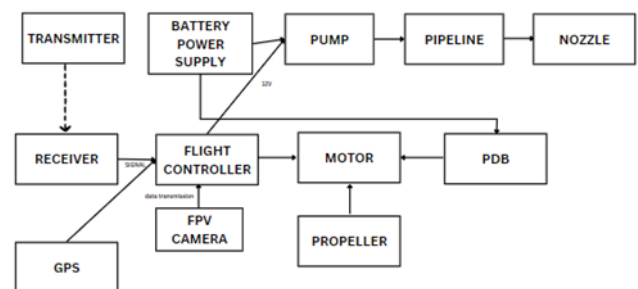 TRANSMITTER
BATTERY
POWER
SUPPLY
PUMP
PIPELINE
NOZZLE
12V
RECEIVER
SIGNAL
FLIGHT
CONTROLLER
MOTOR
PDB
data transmission
FPV
CAMERA
PROPELLER
GPS